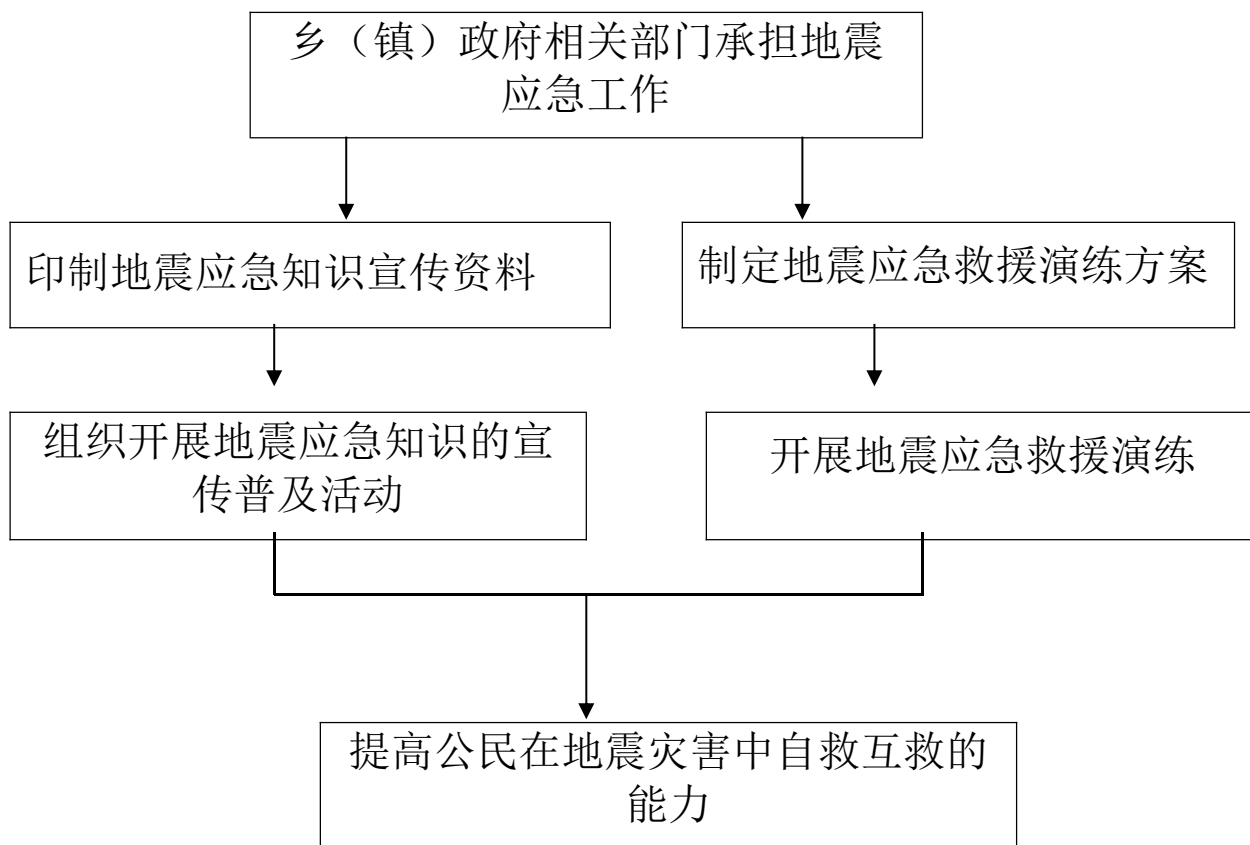 乡（镇）政府相关部门承担地震
应急工作
印制地震应急知识宣传资料
制定地震应急救援演练方案
组织开展地震应急知识的宣
传普及活动
开展地震应急救援演练
提高公民在地震灾害中自救互救的
能力